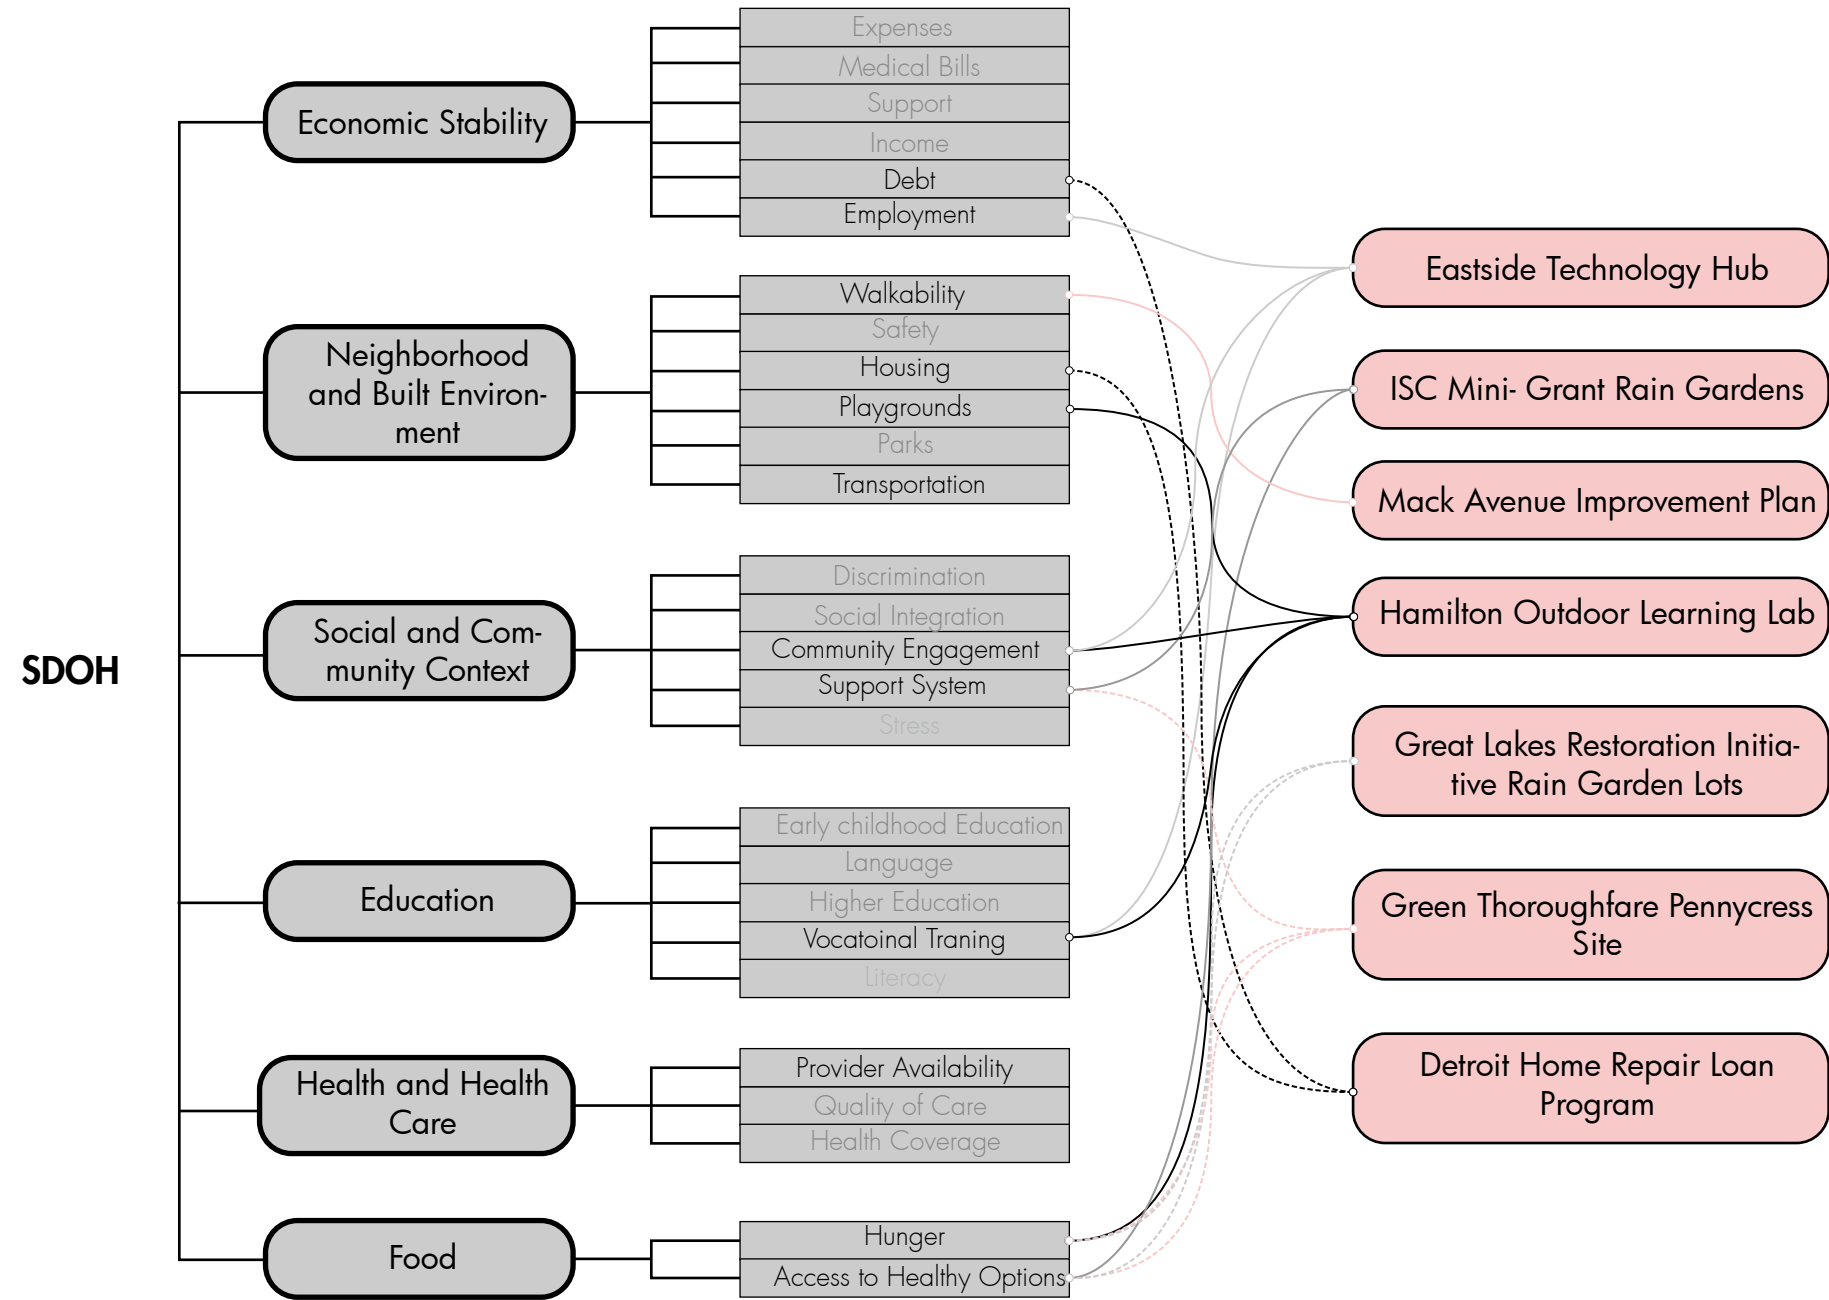 SDOH
Economic Stability
Expenses
Medical Bills
Support
Income
Debt
Employment
Neighborhood
and Built Environ-
ment
Walkability
Safety
Housing
Playgrounds
Parks
Transportation
Social and Com-
munity Context
Discrimination
Social Integration
Community Engagement
Support System
Stress
Education
Early childhood Education
Language
Higher Education
Vocatoinal Traning
Literacy
Health and Health
Care
Provider Availability
Quality of Care
Health Coverage
Food
Hunger
Access to Healthy Options
Eastside Technology Hub
ISC Mini- Grant Rain Gardens
Mack Avenue Improvement Plan
Hamilton Outdoor Learning Lab
Great Lakes Restoration Initia-
tive Rain Garden Lots
Green Thoroughfare Pennycress
Site
Detroit Home Repair Loan
Program